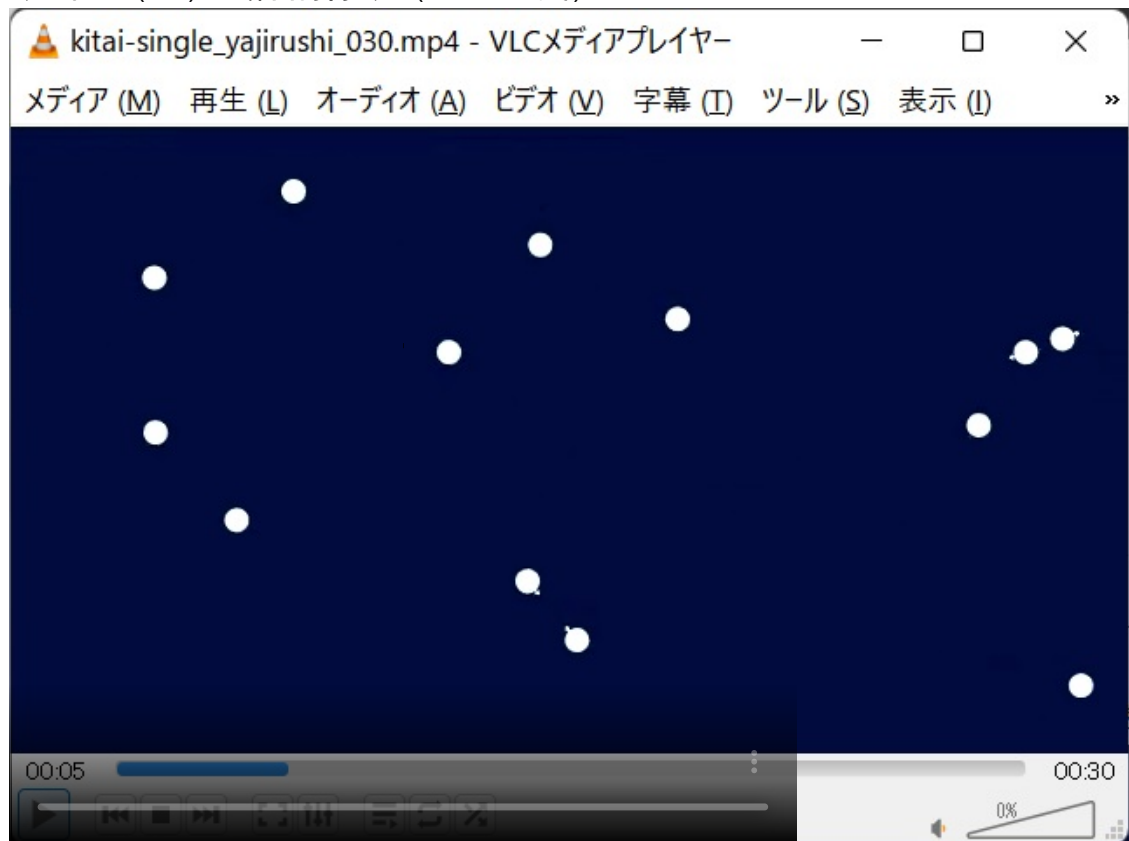 kitai-single_yajirushi_030.mp4 - VLCメディアプレイヤー
メディア (M) 再生 (L) オーディオ (A) ビデオ (V) 字幕 (T) ツール (S) 表示 (I) »
00:05 00:30
0%